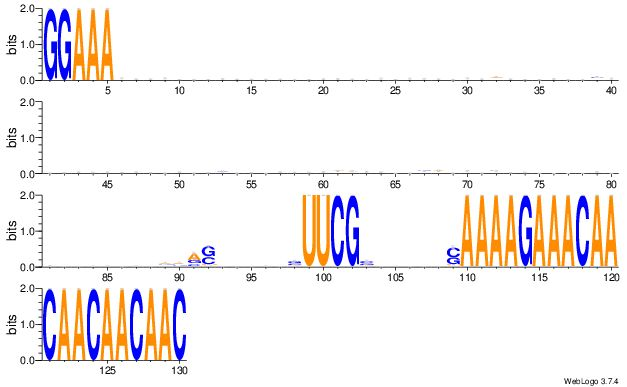 bits
2.0
1.0
0.0
GGAAA
5 10 15 20 25 30 35 40
bits
2.0
1.0
0.0
45 50 55 60 65 70 75 80
bits
2.0
1.0
0.0
A G UUCG C AAAAGAAACAA
G C G
85 90 95 100 105 110 115 120
bits
2.0
1.0
0.0
CAACAACAAC
125 130
WebLogo 3.7.4